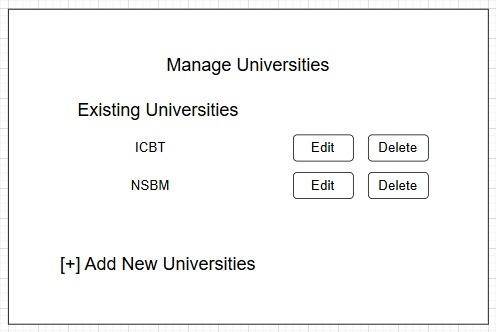 Manage Universities
Existing Universities
ICBT Edit Delete
NSBM Edit Delete
[+] Add New Universities